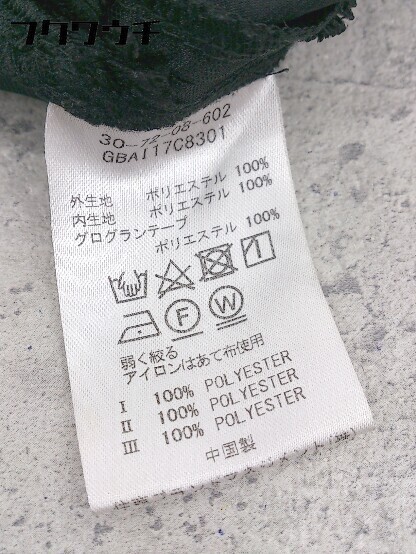 フクウウチ
30-72-08-602
GBAI17C8301
外生地 ポリエステル 100%
内生地 ポリエステル 100%
グログランテープ
ポリエステル 100%
F W
弱く絞る
アイロンはあて布使用
I 100% POLYESTER
II 100% POLYESTER
III 100% POLYESTER
中国製